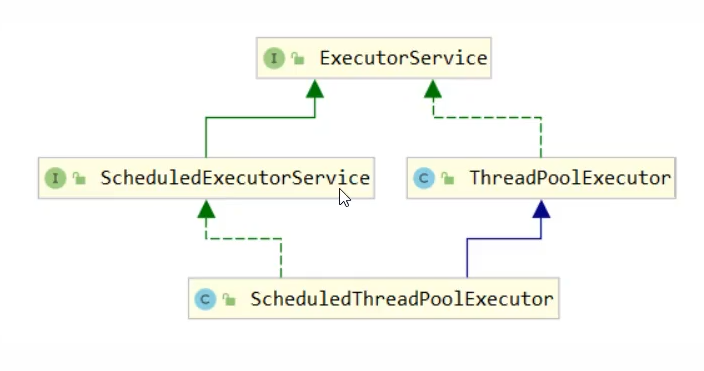 I ExecutorService
I ScheduledExecutorService
C ThreadPoolExecutor
C ScheduledThreadPoolExecutor